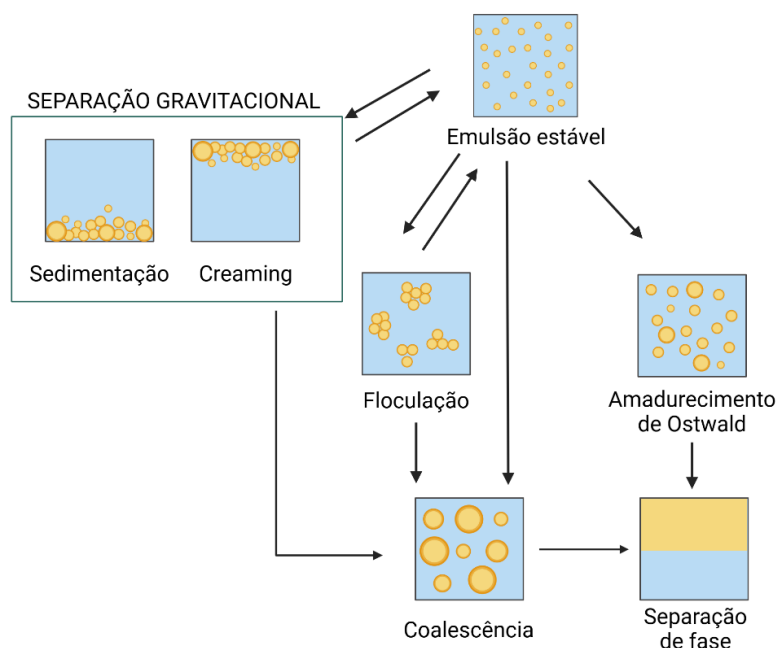 SEPARAÇÃO GRAVITACIONAL
Emulsão estável
Sedimentação
Creaming
Floculação
Amadurecimento
de Ostwald
Coalescência
Separação
de fase